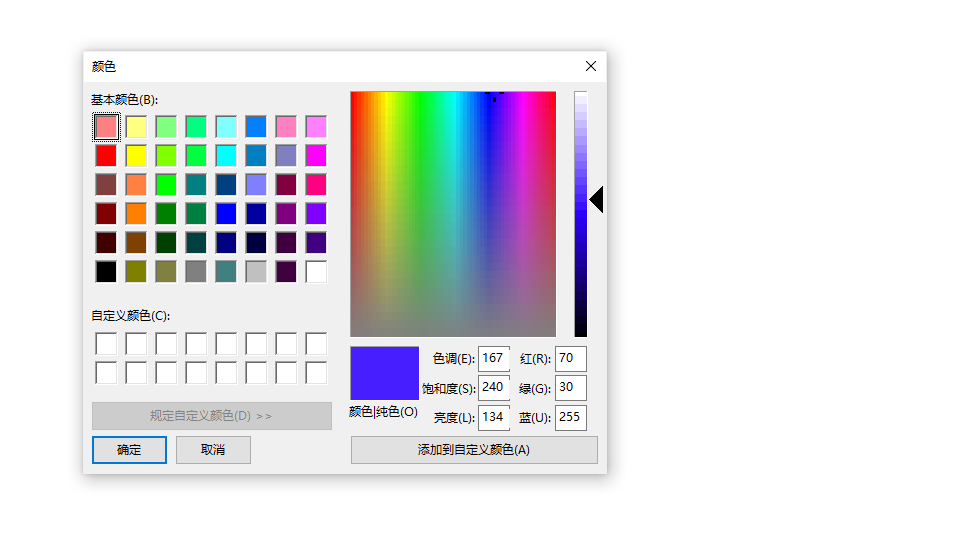 颜色
基本颜色(B):
自定义颜色(C):
规定自定义颜色(D) >>
确定 取消
色调(E): 167 红(R): 70
饱和度(S): 240 绿(G): 30
颜色|纯色(O) 亮度(L): 134 蓝(U): 255
添加到自定义颜色(A)